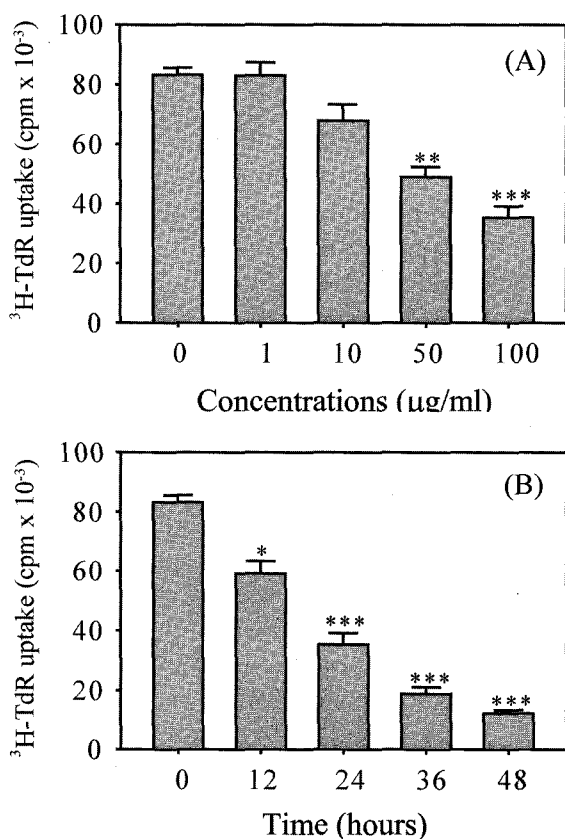 (A)
³H-TdR uptake (cpm x 10⁻³)
100
80
60
40
20
0
**
***
0 1 10 50 100
Concentrations (µg/ml)
(B)
³H-TdR uptake (cpm x 10⁻³)
100
80
60
40
20
0
*
***
***
***
0 12 24 36 48
Time (hours)